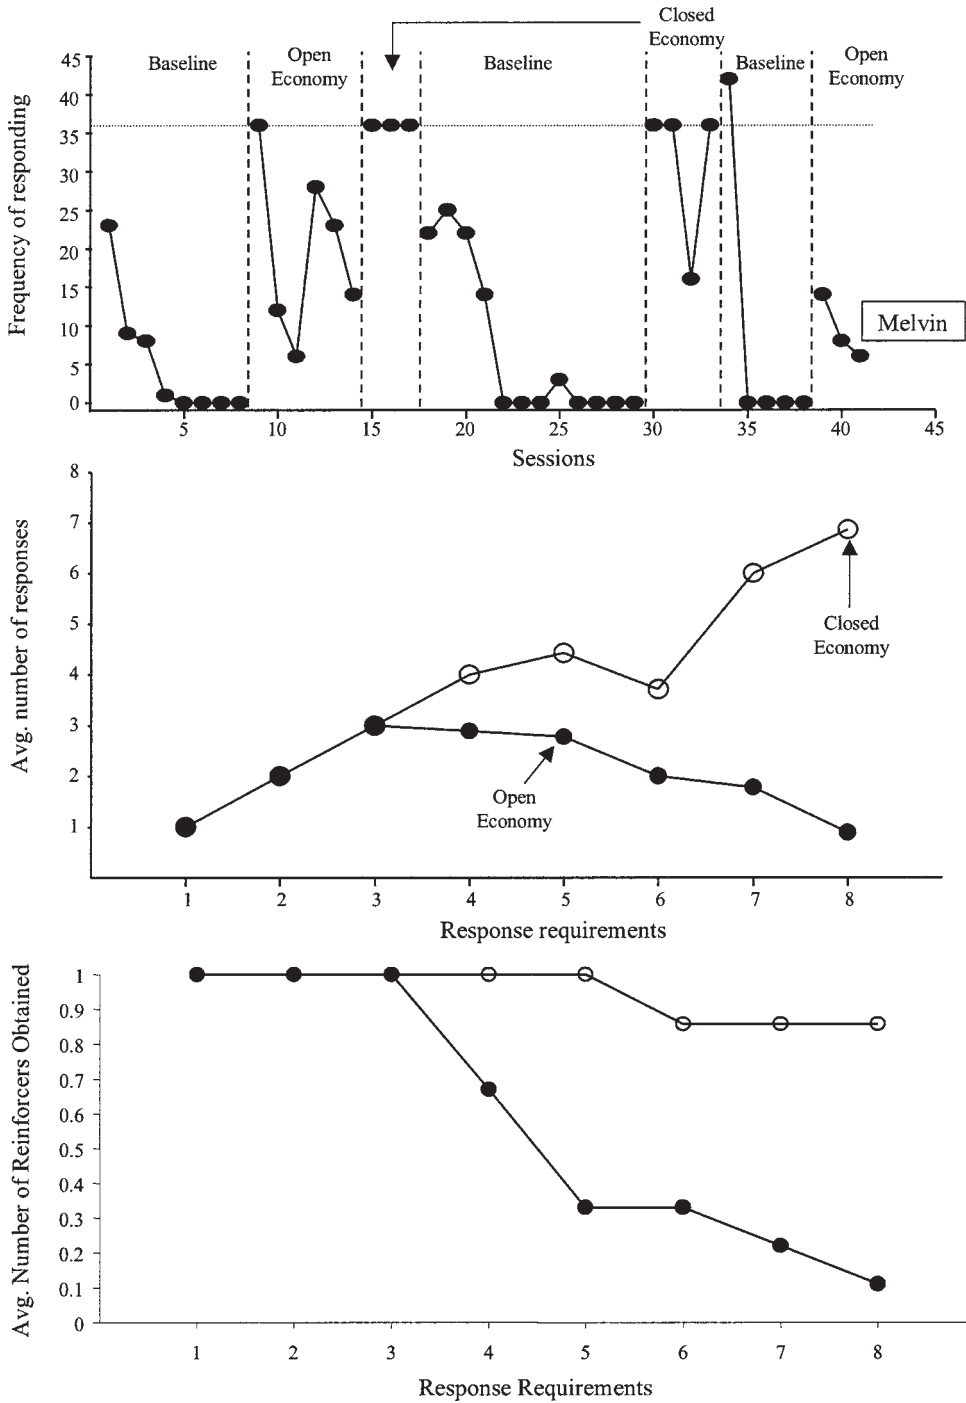 Closed
Economy
Baseline
Open
Economy
Baseline
Baseline
Open
Economy
Frequency of responding
45
40
35
30
25
20
15
10
5
0
Melvin
5
10
15
20
25
30
35
40
45
Sessions
Avg. number of responses
8
7
6
5
4
3
2
1
Closed
Economy
Open
Economy
1
2
3
4
5
6
7
8
Response requirements
Avg. Number of Reinforcers Obtained
1
0.9
0.8
0.7
0.6
0.5
0.4
0.3
0.2
0.1
0
1
2
3
4
5
6
7
8
Response Requirements